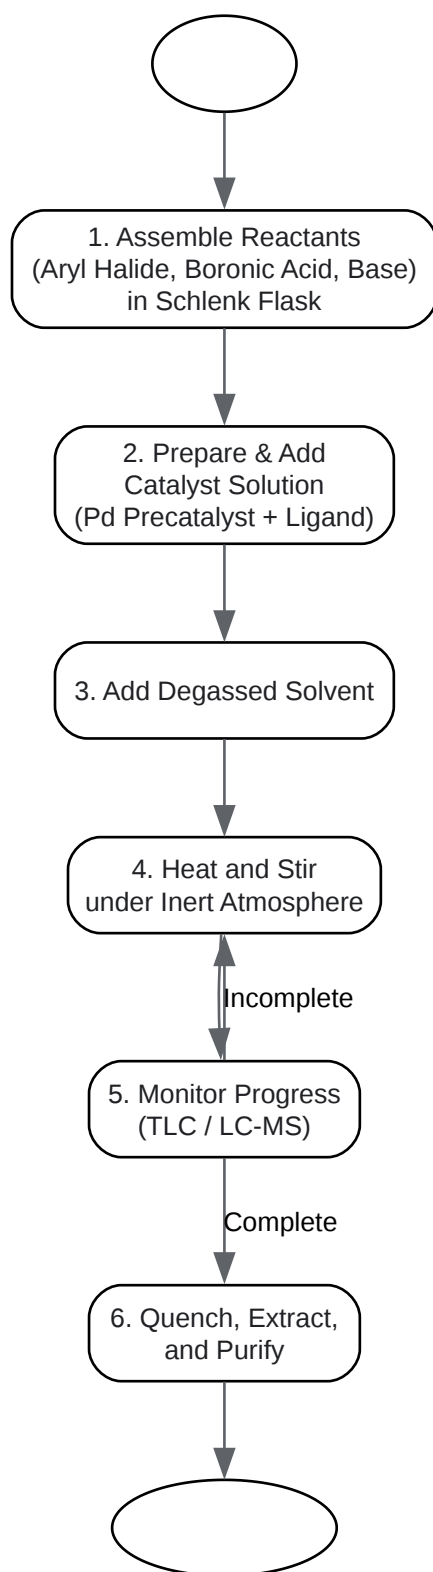 1. Assemble Reactants
(Aryl Halide, Boronic Acid, Base)
in Schlenk Flask
2. Prepare & Add
Catalyst Solution
(Pd Precatalyst + Ligand)
3. Add Degassed Solvent
4. Heat and Stir
under Inert Atmosphere
Incomplete
5. Monitor Progress
(TLC / LC-MS)
Complete
6. Quench, Extract,
and Purify